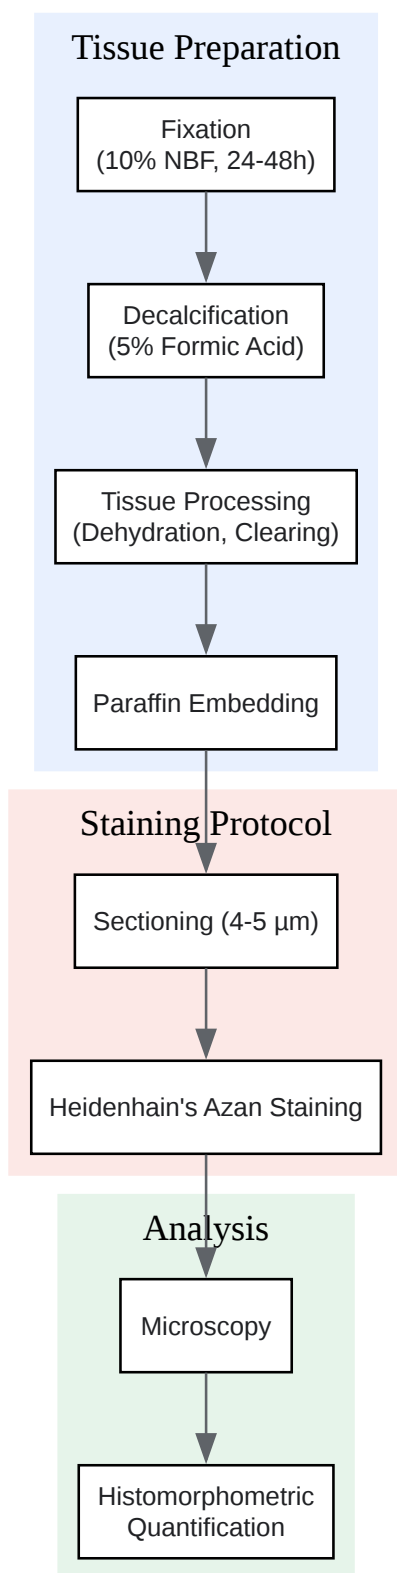 Tissue Preparation
Fixation
(10% NBF, 24-48h)
Decalcification
(5% Formic Acid)
Tissue Processing
(Dehydration, Clearing)
Paraffin Embedding
Staining Protocol
Sectioning (4-5 µm)
Heidenhain's Azan Staining
Analysis
Microscopy
Histomorphometric
Quantification